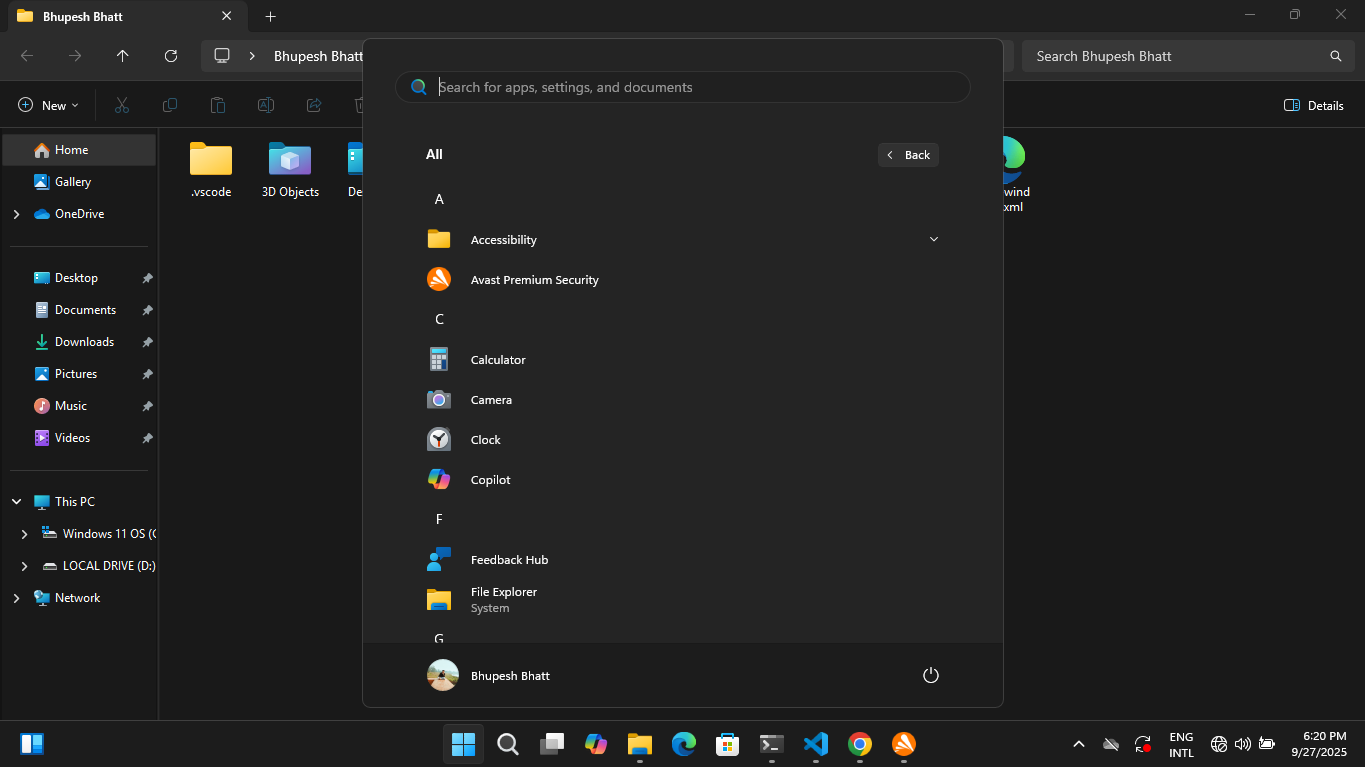 Bhupesh Bhatt
Bhupesh Bhatt
Search Bhupesh Bhatt
New
Details
Home
Gallery
OneDrive
Desktop
Documents
Downloads
Pictures
Music
Videos
This PC
Windows 11 OS (C
LOCAL DRIVE (D:)
Network
.vscode
3D Objects
De
wind
xml
Search for apps, settings, and documents
All
Back
A
Accessibility
Avast Premium Security
C
Calculator
Camera
Clock
Copilot
F
Feedback Hub
File Explorer
System
G
Bhupesh Bhatt
ENG
INTL
6:20 PM
9/27/2025